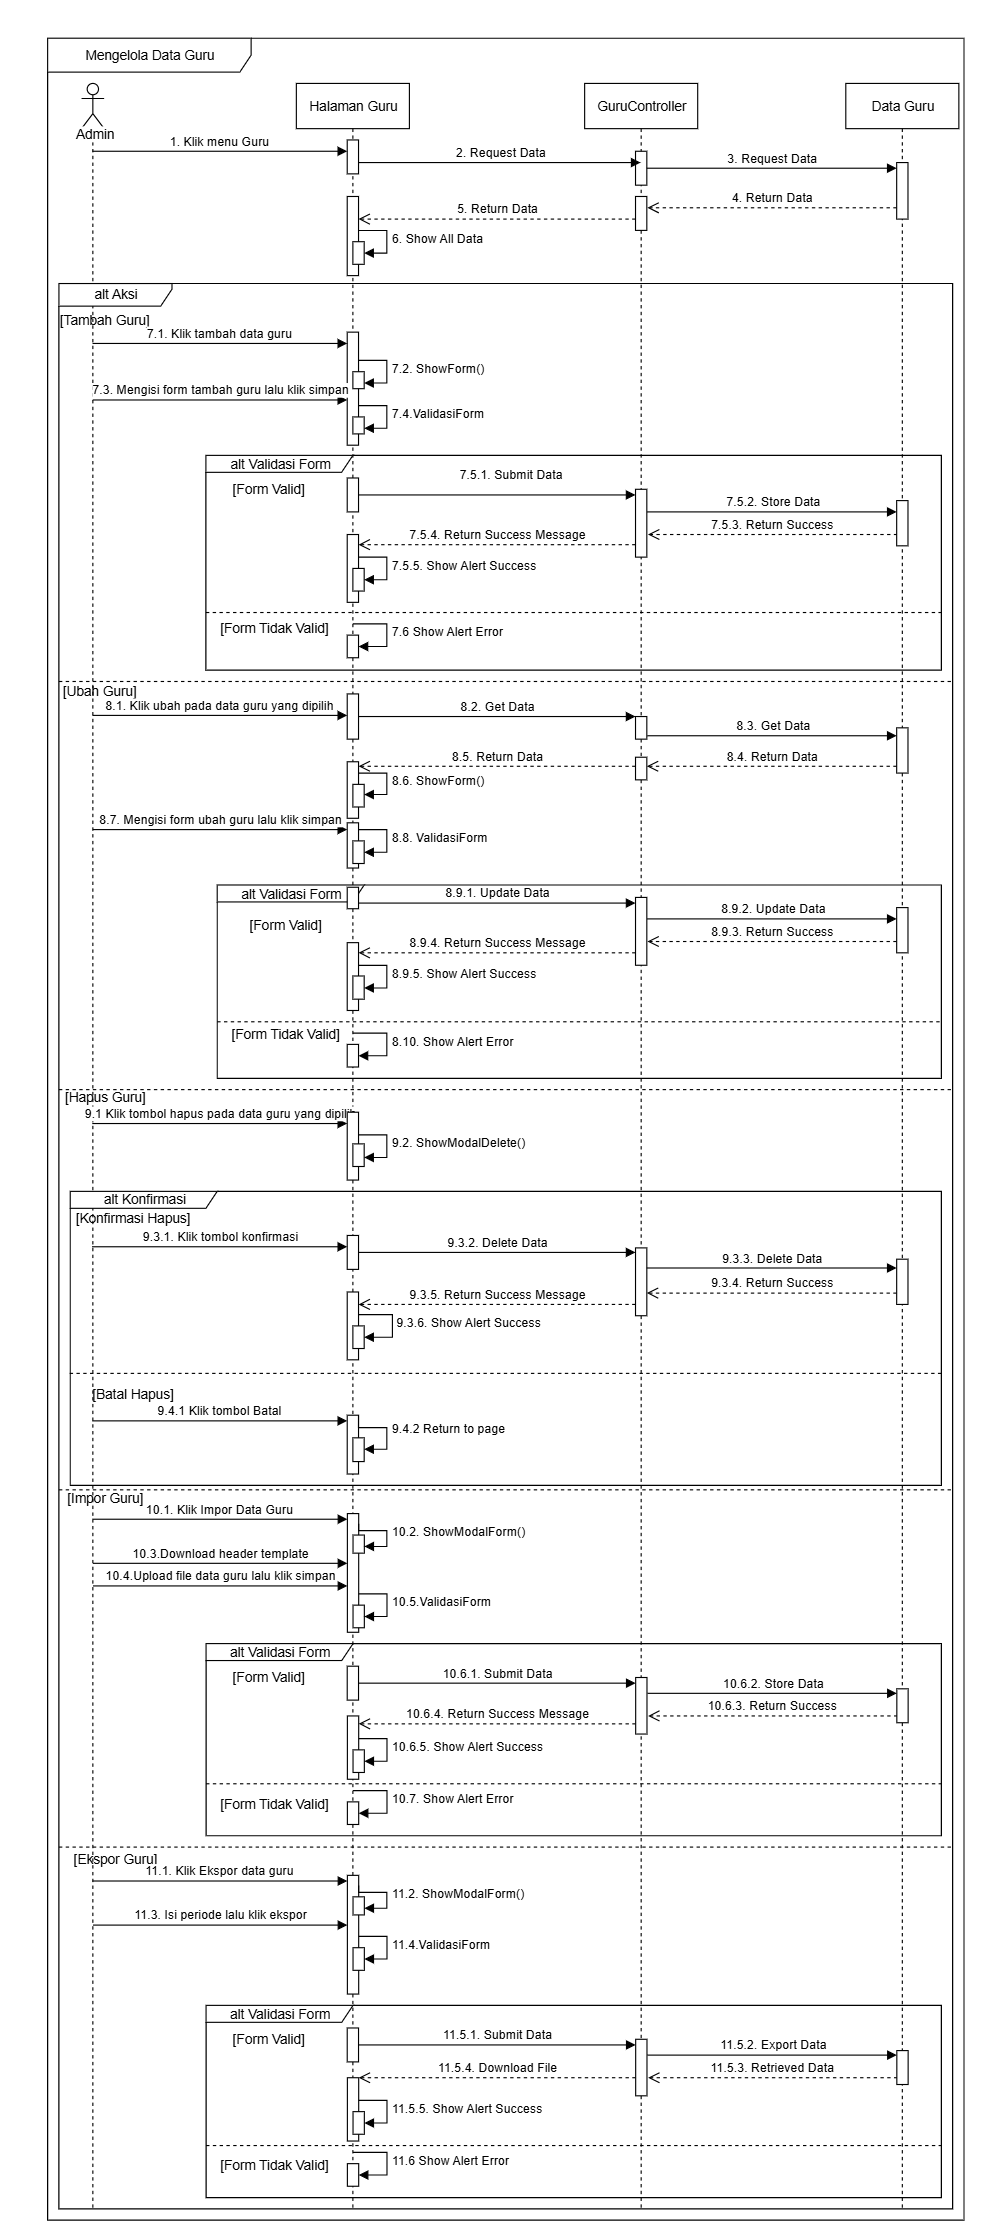 Mengelola Data Guru
Admin
Halaman Guru
GuruController
Data Guru
1. Klik menu Guru
2. Request Data
3. Request Data
4. Return Data
5. Return Data
6. Show All Data
alt Aksi
[Tambah Guru]
7.1. Klik tambah data guru
7.2. ShowForm()
7.3. Mengisi form tambah guru lalu klik simpan
7.4.ValidasiForm
alt Validasi Form
[Form Valid]
7.5.1. Submit Data
7.5.2. Store Data
7.5.3. Return Success
7.5.4. Return Success Message
7.5.5. Show Alert Success
[Form Tidak Valid]
7.6 Show Alert Error
[Ubah Guru]
8.1. Klik ubah pada data guru yang dipilih
8.2. Get Data
8.3. Get Data
8.4. Return Data
8.5. Return Data
8.6. ShowForm()
8.7. Mengisi form ubah guru lalu klik simpan
8.8. ValidasiForm
alt Validasi Form
[Form Valid]
8.9.1. Update Data
8.9.2. Update Data
8.9.3. Return Success
8.9.4. Return Success Message
8.9.5. Show Alert Success
[Form Tidak Valid]
8.10. Show Alert Error
[Hapus Guru]
9.1 Klik tombol hapus pada data guru yang dipilih
9.2. ShowModalDelete()
alt Konfirmasi
[Konfirmasi Hapus]
9.3.1. Klik tombol konfirmasi
9.3.2. Delete Data
9.3.3. Delete Data
9.3.4. Return Success
9.3.5. Return Success Message
9.3.6. Show Alert Success
[Batal Hapus]
9.4.1 Klik tombol Batal
9.4.2 Return to page
[Impor Guru]
10.1. Klik Impor Data Guru
10.2. ShowModalForm()
10.3.Download header template
10.4.Upload file data guru lalu klik simpan
10.5.ValidasiForm
alt Validasi Form
[Form Valid]
10.6.1. Submit Data
10.6.2. Store Data
10.6.3. Return Success
10.6.4. Return Success Message
10.6.5. Show Alert Success
[Form Tidak Valid]
10.7. Show Alert Error
[Ekspor Guru]
11.1. Klik Ekspor data guru
11.2. ShowModalForm()
11.3. Isi periode lalu klik ekspor
11.4.ValidasiForm
alt Validasi Form
[Form Valid]
11.5.1. Submit Data
11.5.2. Export Data
11.5.3. Retrieved Data
11.5.4. Download File
11.5.5. Show Alert Success
[Form Tidak Valid]
11.6 Show Alert Error